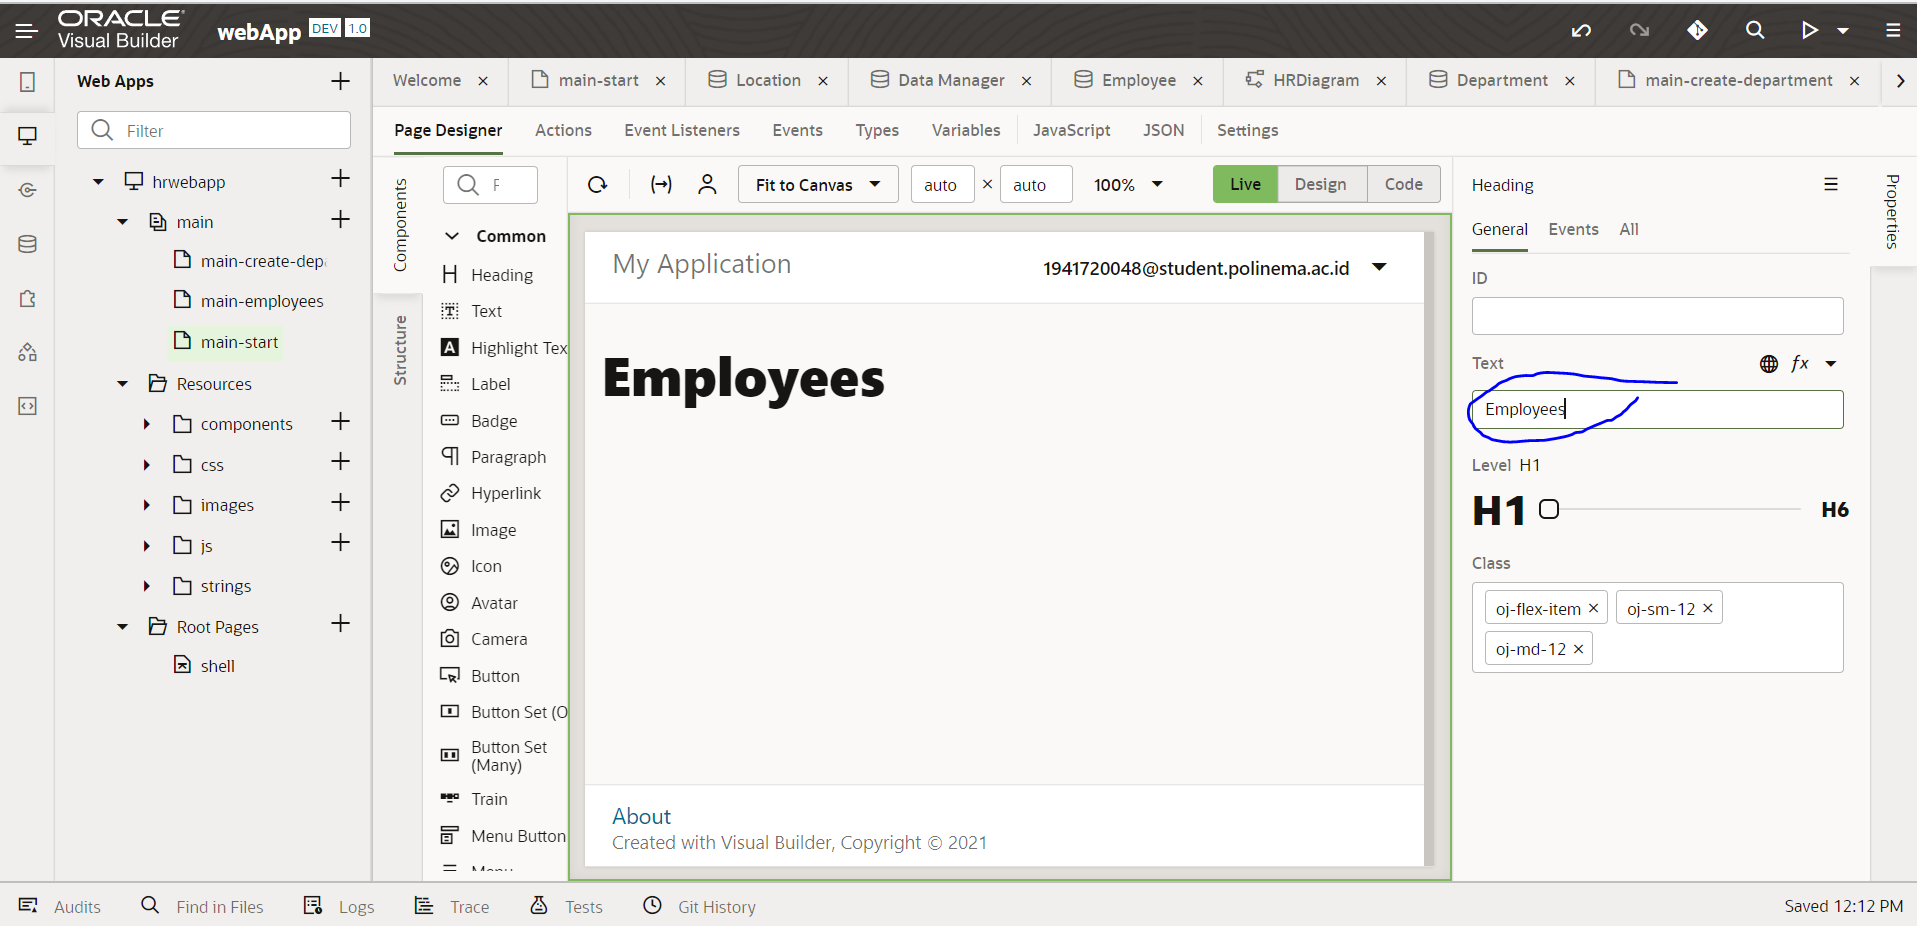 ORACLE
Visual Builder
webApp DEV 1.0
Web Apps
Filter
hrwebapp
main
main-create-dep
main-employees
main-start
Resources
components
css
images
js
strings
Root Pages
shell
Welcome
main-start
Location
Data Manager
Employee
HRDiagram
Department
main-create-department
Page Designer
Actions
Event Listeners
Events
Types
Variables
JavaScript
JSON
Settings
Components
Structure
F
Fit to Canvas
auto × auto
100%
Live
Design
Code
Common
Heading
Text
Highlight Tex
Label
Badge
Paragraph
Hyperlink
Image
Icon
Avatar
Camera
Button
Button Set (O
Button Set
(Many)
Train
Menu Button
My Application
1941720048@student.polinema.ac.id
Employees
About
Created with Visual Builder, Copyright © 2021
Heading
General
Events
All
ID
Text
fx
Employees
Level H1
H1
H6
Class
oj-flex-item ×
oj-sm-12 ×
oj-md-12 ×
Properties
Audits
Find in Files
Logs
Trace
Tests
Git History
Saved 12:12 PM